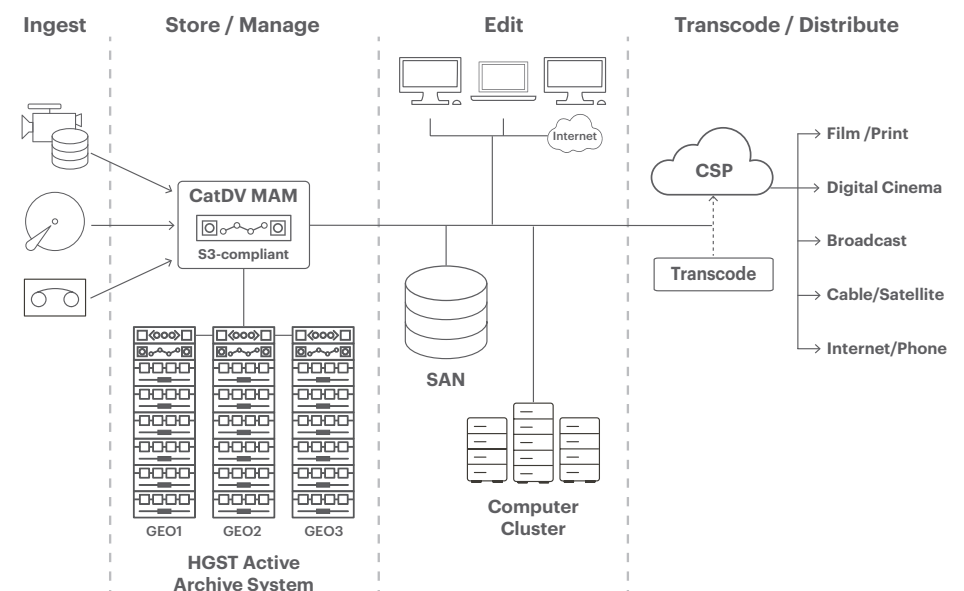 Ingest
Store / Manage
Edit
Transcode / Distribute
Internet
CatDV MAM
S3-compliant
CSP
Transcode
Film /Print
Digital Cinema
Broadcast
Cable/Satellite
Internet/Phone
SAN
GEO1
GEO2
GEO3
HGST Active
Archive System
Computer
Cluster